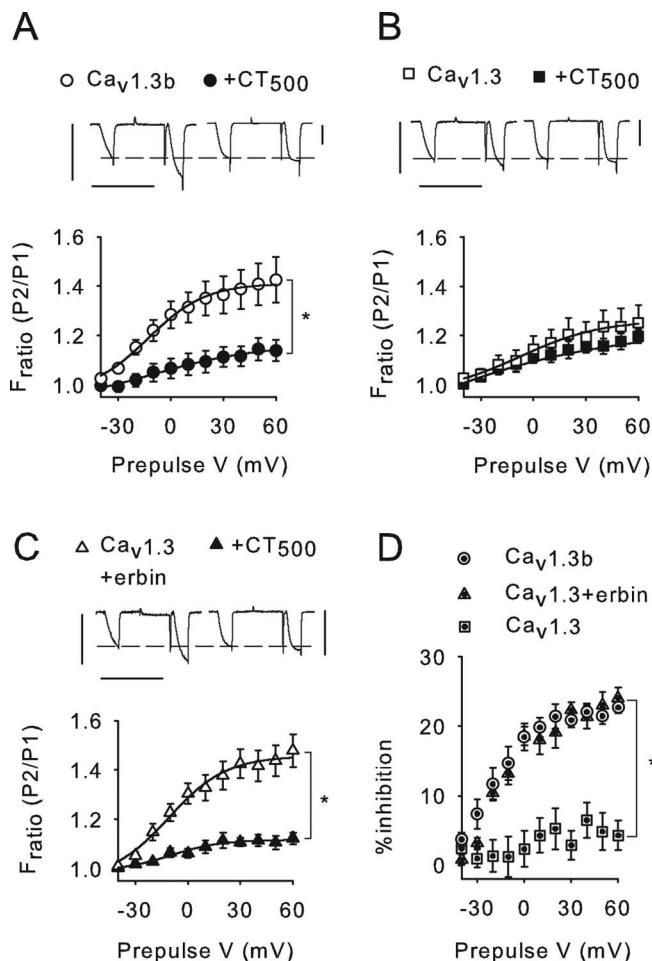 A
Cav1.3b +CT500
Fratio (P2/P1)
1.6
1.4
1.2
1.0
-30 0 30 60
Prepulse V (mV)
*
B
Cav1.3 +CT500
Fratio (P2/P1)
1.6
1.4
1.2
1.0
-30 0 30 60
Prepulse V (mV)
C
Cav1.3 +CT500
+erbin
Fratio (P2/P1)
1.6
1.4
1.2
1.0
-30 0 30 60
Prepulse V (mV)
*
D
Cav1.3b
Cav1.3+erbin
Cav1.3
% inhibition
30
20
10
0
-30 0 30 60
Prepulse V (mV)
*